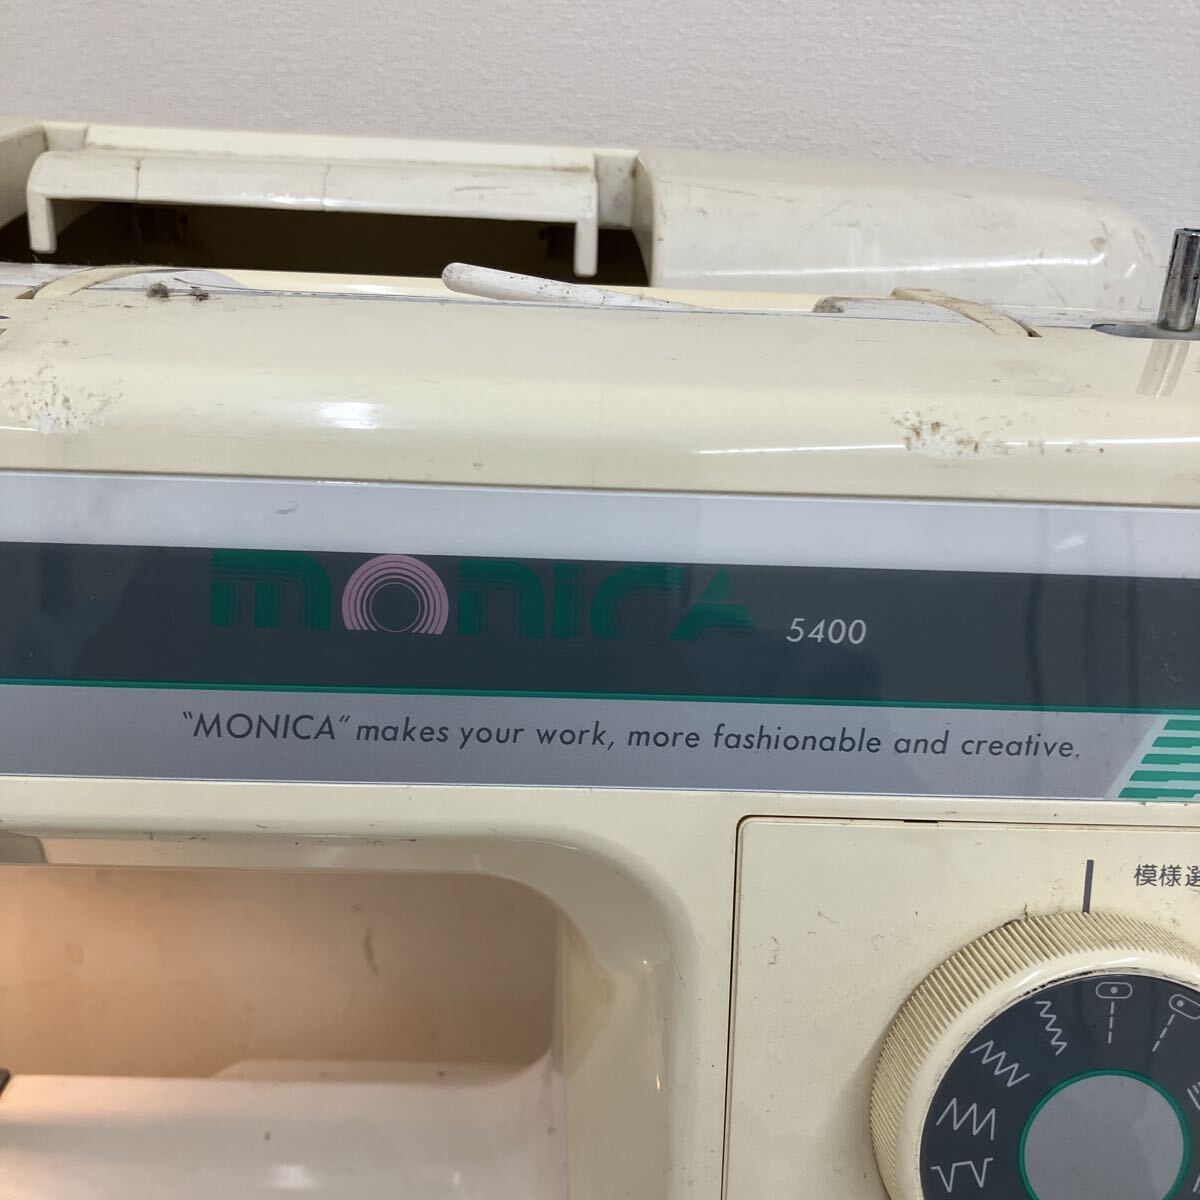 monica 5400
"MONICA" makes your work, more fashionable and creative.
模様選